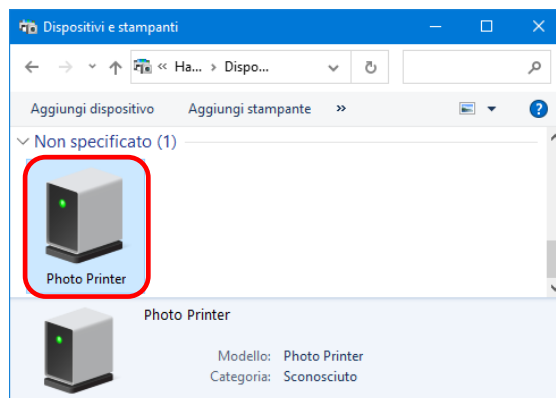 Dispositivi e stampanti
« Ha... › Dispo...
Aggiungi dispositivo Aggiungi stampante »
Non specificato (1)
Photo Printer
Photo Printer
Modello: Photo Printer
Categoria: Sconosciuto